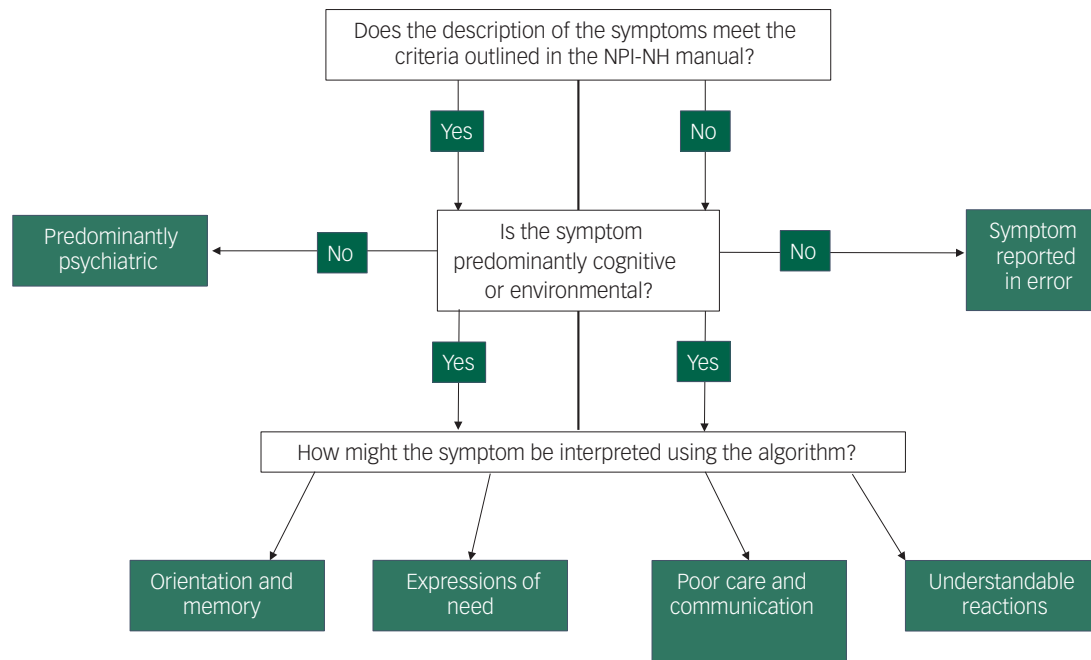 Does the description of the symptoms meet the
criteria outlined in the NPI-NH manual?
Yes
No
Predominantly
psychiatric
No
Is the symptom
predominantly cognitive
or environmental?
No
Symptom
reported
in error
Yes
Yes
How might the symptom be interpreted using the algorithm?
Orientation and
memory
Expressions of
need
Poor care and
communication
Understandable
reactions